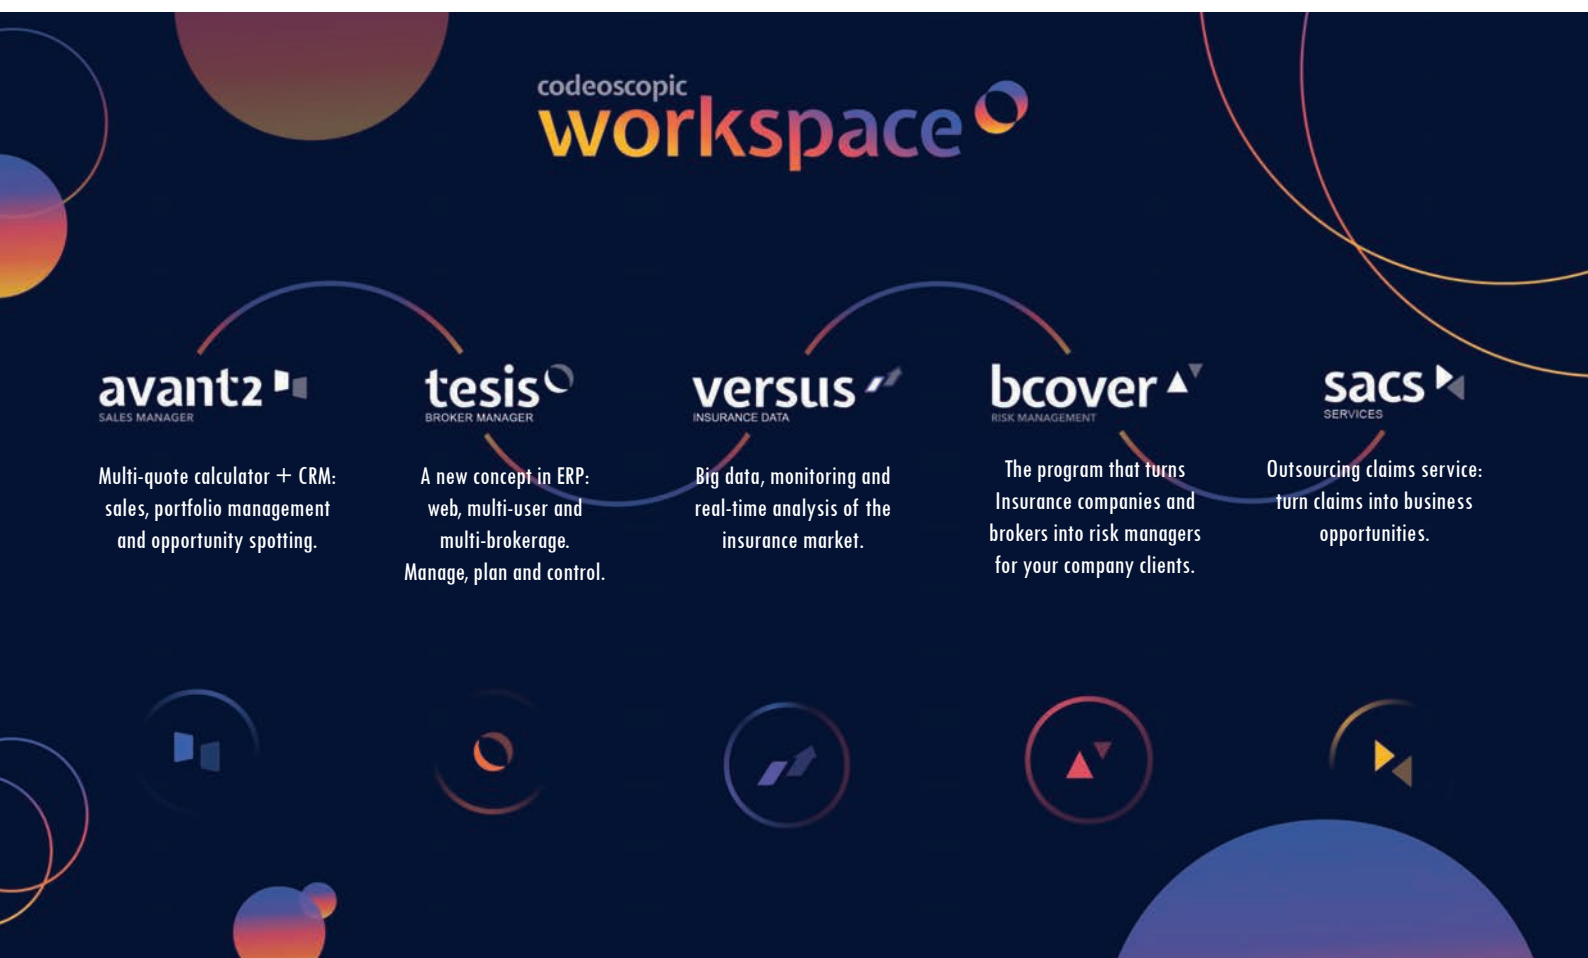 codeoscopic
workspace
avant2
SALES MANAGER
Multi-quote calculator + CRM:
sales, portfolio management
and opportunity spotting.
tesis
BROKER MANAGER
A new concept in ERP:
web, multi-user and
multi-brokerage.
Manage, plan and control.
versus
INSURANCE DATA
Big data, monitoring and
real-time analysis of the
insurance market.
bcover
RISK MANAGEMENT
The program that turns
Insurance companies and
brokers into risk managers
for your company clients.
sacs
SERVICES
Outsourcing claims service:
turn claims into business
opportunities.